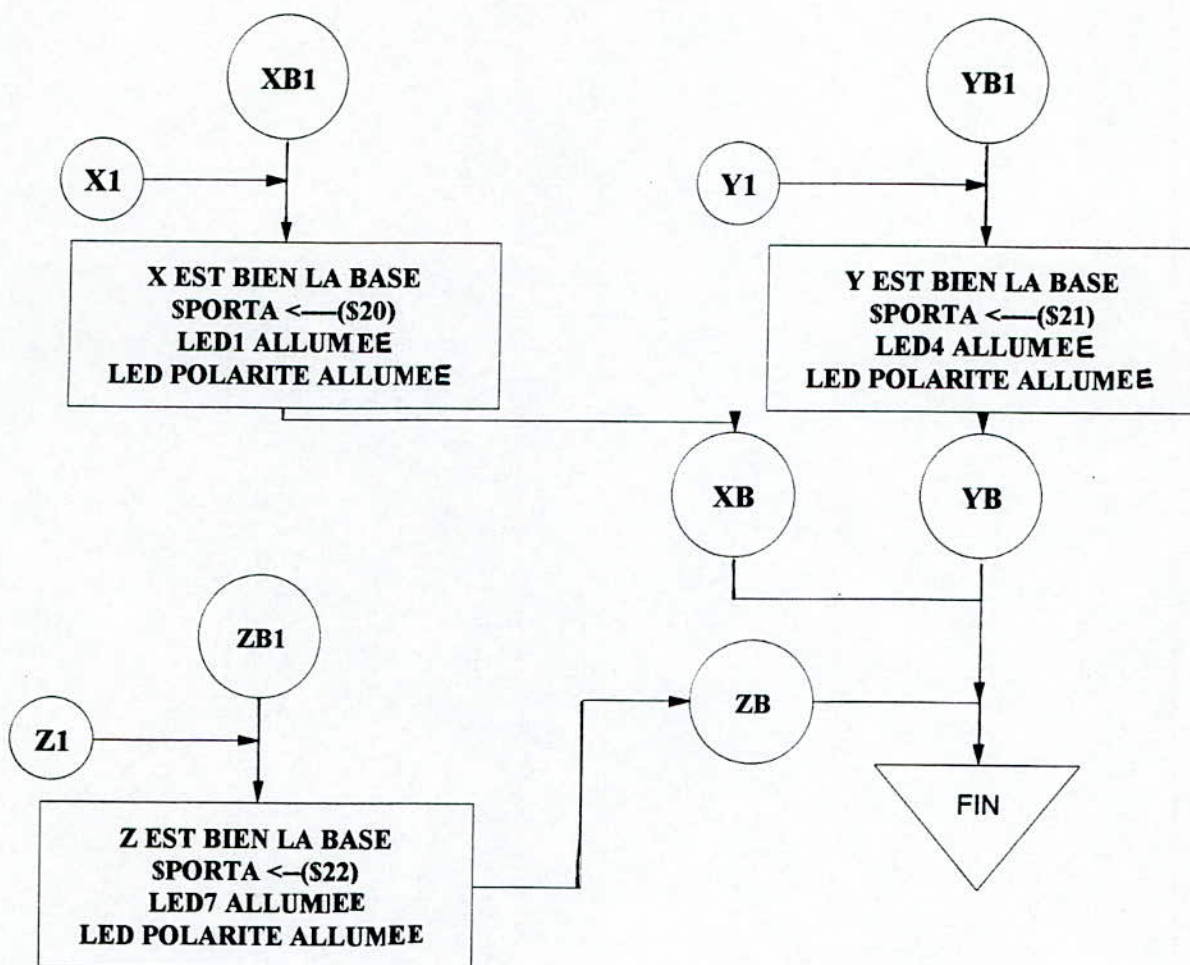 XB1
YB1
X1
Y1
X EST BIEN LA BASE
$PORTA <—($20)
LED1 ALLUMEE
LED POLARITE ALLUMEE
Y EST BIEN LA BASE
$PORTA <—($21)
LED4 ALLUMEE
LED POLARITE ALLUMEE
XB
YB
ZB1
ZB
Z1
FIN
Z EST BIEN LA BASE
$PORTA <–($22)
LED7 ALLUMEE
LED POLARITE ALLUMEE